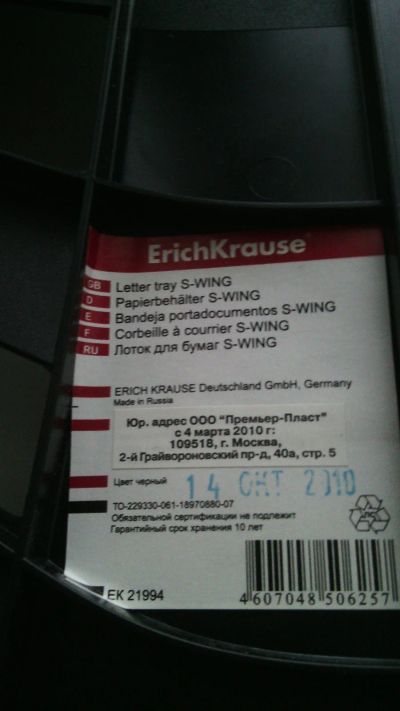 ErichKrause®
GB Letter tray S-WING
D Papierbehälter S-WING
E Bandeja portadocumentos S-WING
F Corbeille à courrier S-WING
RU Лоток для бумаг S-WING
ERICH KRAUSE Deutschland GmbH, Germany
Made in Russia
Юр. адрес ООО "Премьер-Пласт"
с 4 марта 2010 г:
109518, г. Москва,
2-й Грайвороновский пр-д, 40а, стр. 5
Цвет черный
14 ОКТ 2010
ТО-229330-061-18970880-07
Обязательной сертификации не подлежит
Гарантийный срок хранения 10 лет
ЕК 21994
4 607048 506257